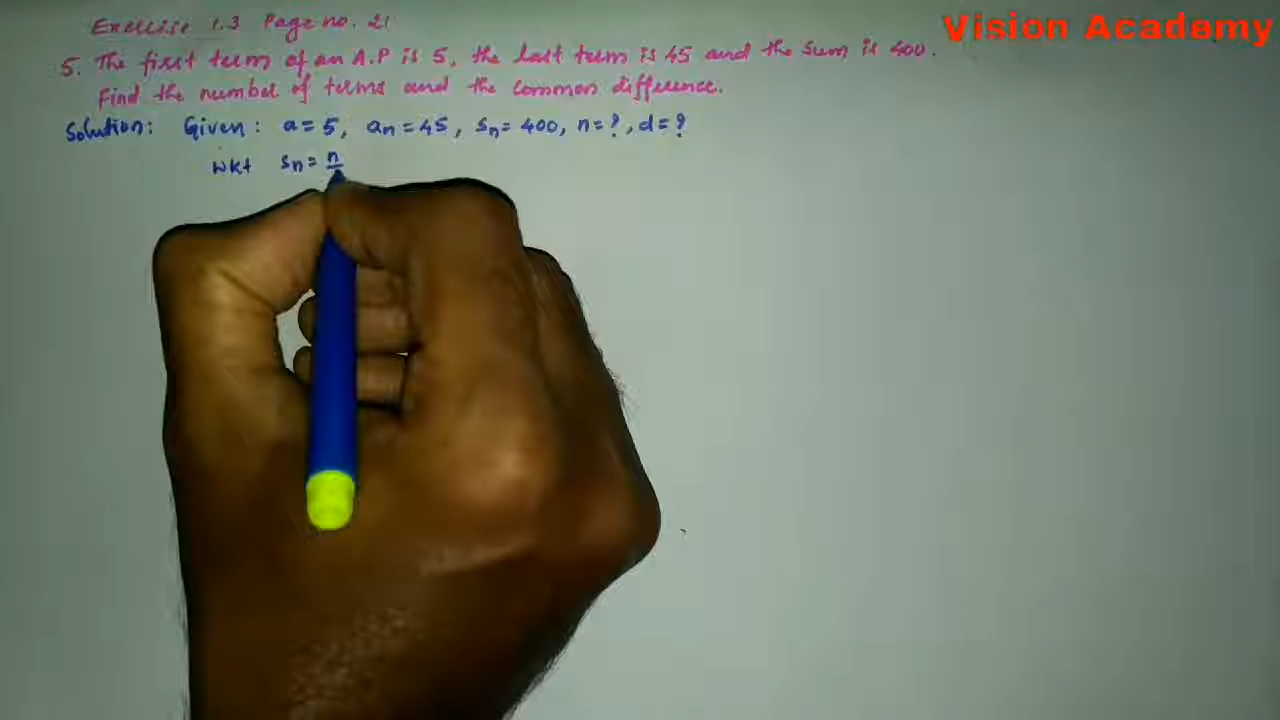 Exercise 1.3 Page no. 21
Vision Academy
5. The first term of an A.P is 5, the last term is 45 and the sum is 400.
Find the number of terms and the common difference.
Solution: Given: a = 5, an = 45, Sn = 400, n = ?, d = ?
Wkt Sn = n